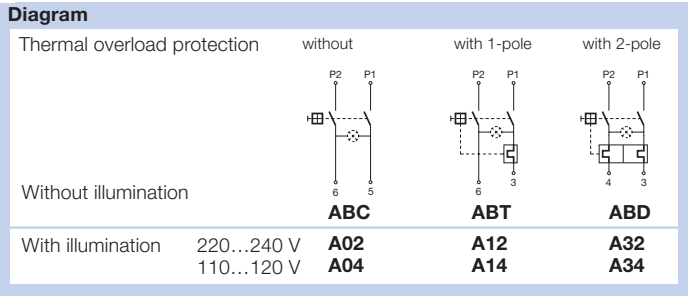 Diagram
Thermal overload protection without with 1-pole with 2-pole
P2 P1 P2 P1 P2 P1
6 5 6 3 4 3
Without illumination
ABC ABT ABD
With illumination 220...240 V A02 A12 A32
110...120 V A04 A14 A34